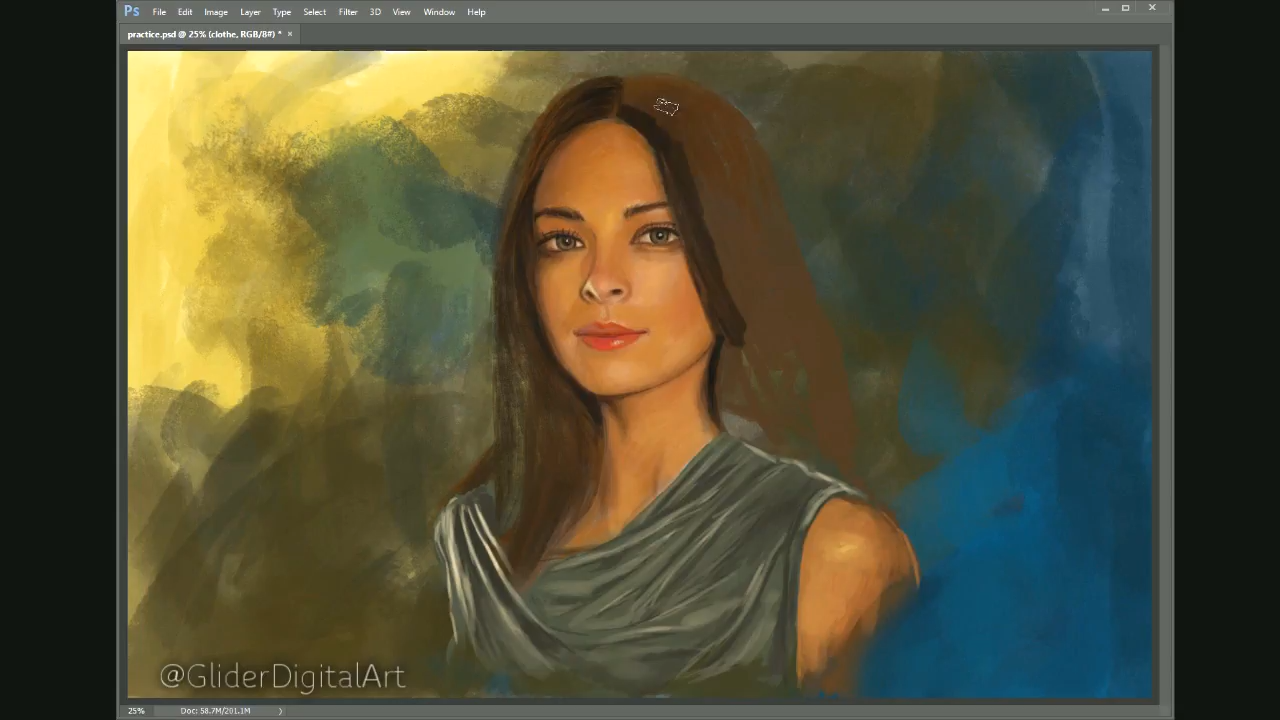 Ps File Edit Image Layer Type Select Filter 3D View Window Help
practice.psd @ 25% (clothe, RGB/8#) * ×
@GliderDigitalArt
25% Doc: 58.7M/201.1M